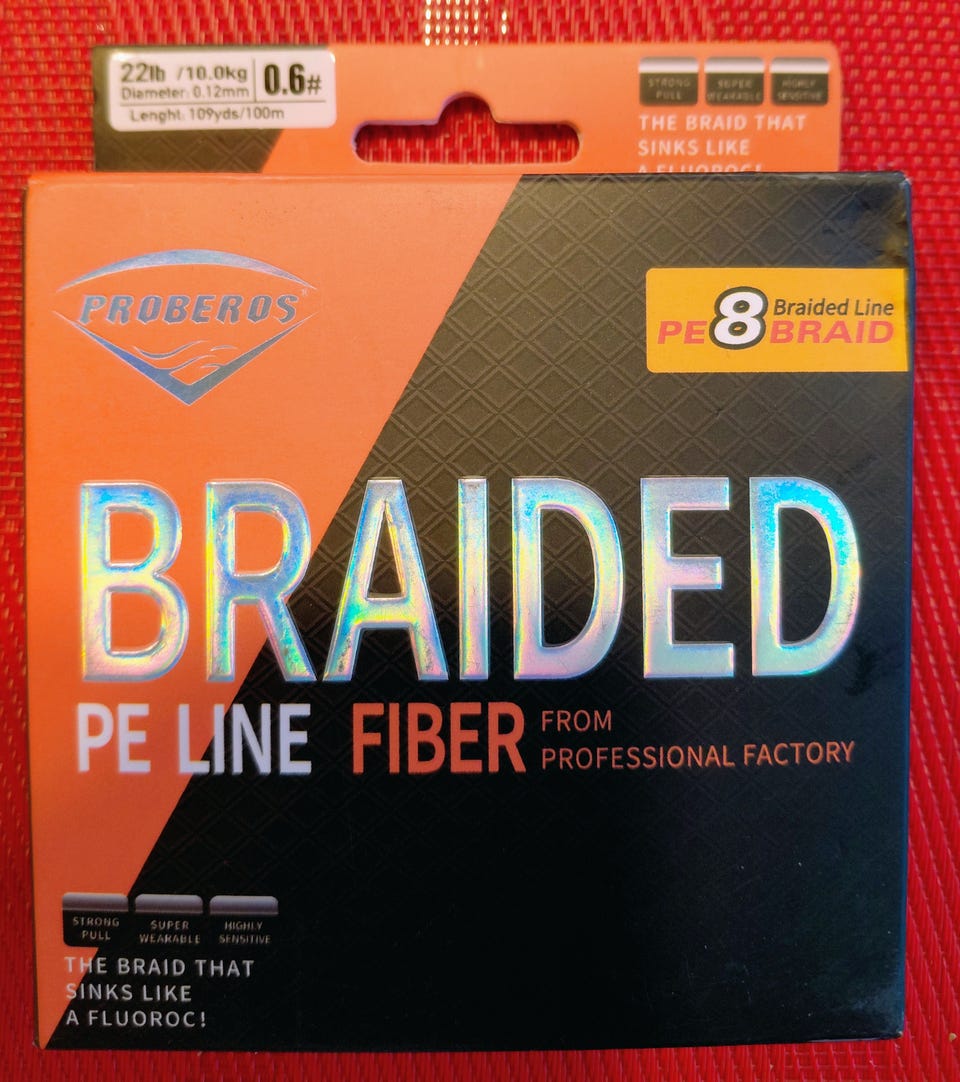 22lb /10.0kg 0.6#
Diameter: 0.12mm
Lenght: 109yds/100m
STRONG PULL SUPER WEARABLE HIGHLY SENSITIVE
THE BRAID THAT
SINKS LIKE
A FLUOROC!
PROBEROS®
Braided Line
PE 8 BRAID
BRAIDED
PE LINE FIBER FROM
PROFESSIONAL FACTORY
STRONG PULL SUPER WEARABLE HIGHLY SENSITIVE
THE BRAID THAT
SINKS LIKE
A FLUOROC!